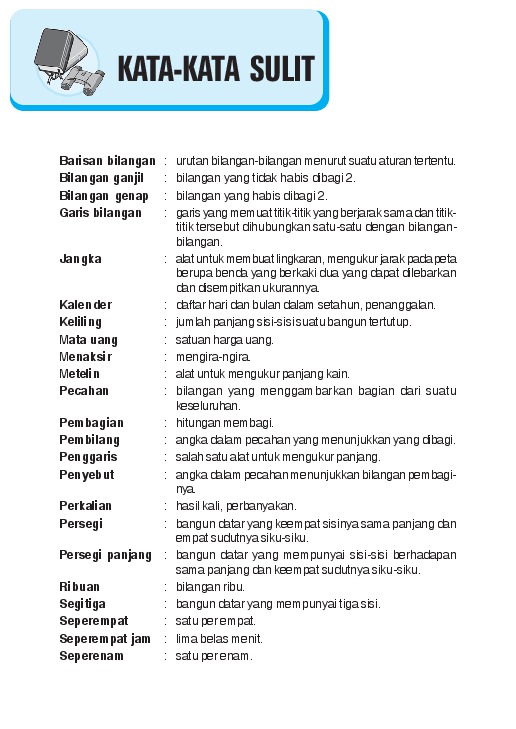 KATA-KATA SULIT
Barisan bilangan : urutan bilangan-bilangan menurut suatu aturan tertentu.
Bilangan ganjil : bilangan yang tidak habis dibagi 2.
Bilangan genap : bilangan yang habis dibagi 2.
Garis bilangan : garis yang memuat titik-titik yang berjarak sama dan titik-
titik tersebut dihubungkan satu-satu dengan bilangan-
bilangan.
Jangka : alat untuk membuat lingkaran, mengukur jarak pada peta
berupa benda yang berkaki dua yang dapat dilebarkan
dan disempitkan ukurannya.
Kalender : daftar hari dan bulan dalam setahun, penanggalan.
Keliling : jumlah panjang sisi-sisi suatu bangun tertutup.
Mata uang : satuan harga uang.
Menaksir : mengira-ngira.
Metelin : alat untuk mengukur panjang kain.
Pecahan : bilangan yang menggambarkan bagian dari suatu
keseluruhan.
Pembagian : hitungan membagi.
Pembilang : angka dalam pecahan yang menunjukkan yang dibagi.
Penggaris : salah satu alat untuk mengukur panjang.
Penyebut : angka dalam pecahan menunjukkan bilangan pembagi-
nya.
Perkalian : hasil kali, perbanyakan.
Persegi : bangun datar yang keempat sisinya sama panjang dan
empat sudutnya siku-siku.
Persegi panjang : bangun datar yang mempunyai sisi-sisi berhadapan
sama panjang dan keempat sudutnya siku-siku.
Ribuan : bilangan ribu.
Segitiga : bangun datar yang mempunyai tiga sisi.
Seperempat : satu per empat.
Seperempat jam : lima belas menit.
Seperenam : satu per enam.